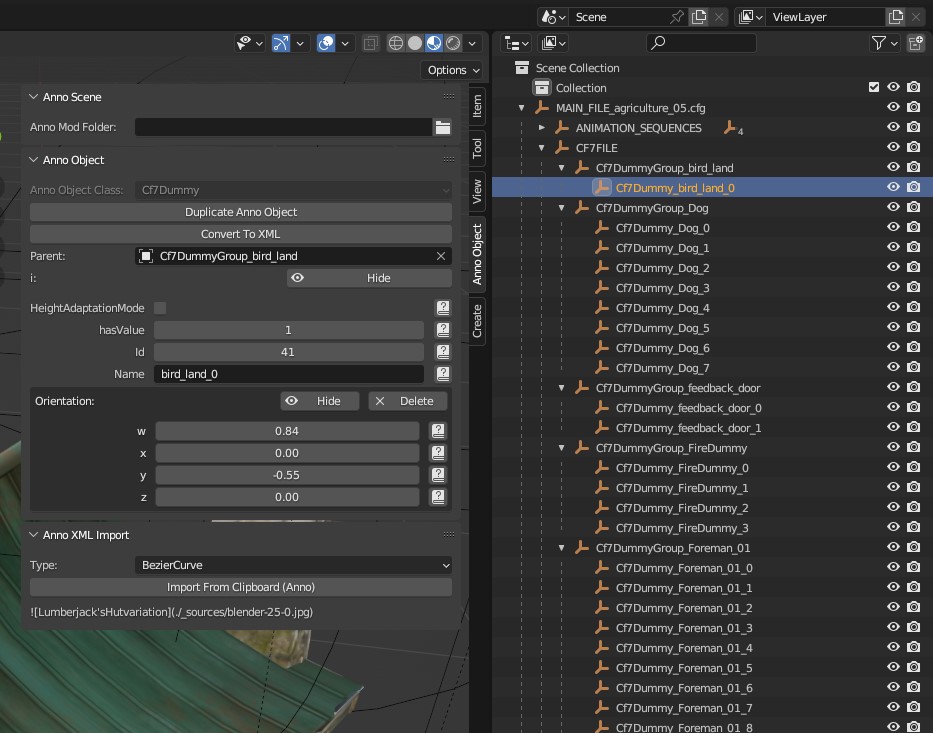 Scene
ViewLayer
Options
Anno Scene
Anno Mod Folder:
Anno Object
Anno Object Class: Cf7Dummy
Duplicate Anno Object
Convert To XML
Parent: Cf7DummyGroup_bird_land
i: Hide
HeightAdaptationMode
hasValue 1
Id 41
Name bird_land_0
Orientation: Hide Delete
w 0.84
x 0.00
y -0.55
z 0.00
Anno XML Import
Type: BezierCurve
Import From Clipboard (Anno)
![Lumberjack'sHutvariation](./_sources/blender-25-0.jpg)
Item
Tool
View
Anno Object
Create
Scene Collection
Collection
MAIN_FILE_agriculture_05.cfg
ANIMATION_SEQUENCES 4
CF7FILE
Cf7DummyGroup_bird_land
Cf7Dummy_bird_land_0
Cf7DummyGroup_Dog
Cf7Dummy_Dog_0
Cf7Dummy_Dog_1
Cf7Dummy_Dog_2
Cf7Dummy_Dog_3
Cf7Dummy_Dog_4
Cf7Dummy_Dog_5
Cf7Dummy_Dog_6
Cf7Dummy_Dog_7
Cf7DummyGroup_feedback_door
Cf7Dummy_feedback_door_0
Cf7Dummy_feedback_door_1
Cf7DummyGroup_FireDummy
Cf7Dummy_FireDummy_0
Cf7Dummy_FireDummy_1
Cf7Dummy_FireDummy_2
Cf7Dummy_FireDummy_3
Cf7DummyGroup_Foreman_01
Cf7Dummy_Foreman_01_0
Cf7Dummy_Foreman_01_1
Cf7Dummy_Foreman_01_2
Cf7Dummy_Foreman_01_3
Cf7Dummy_Foreman_01_4
Cf7Dummy_Foreman_01_5
Cf7Dummy_Foreman_01_6
Cf7Dummy_Foreman_01_7
Cf7Dummy_Foreman_01_8